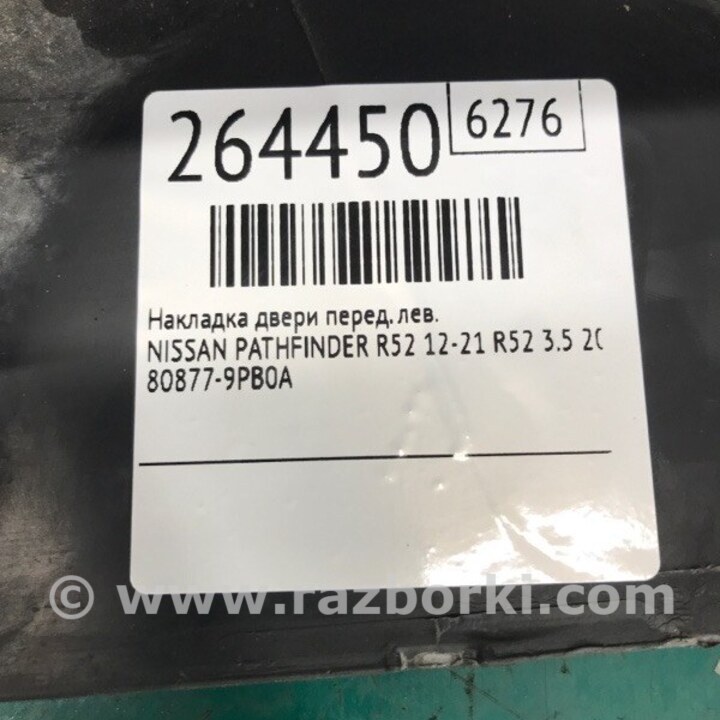 264450
6276
Накладка двери перед. лев.
NISSAN PATHFINDER R52 12-21 R52 3.5 20
80877-9PB0A
© www.razborki.com